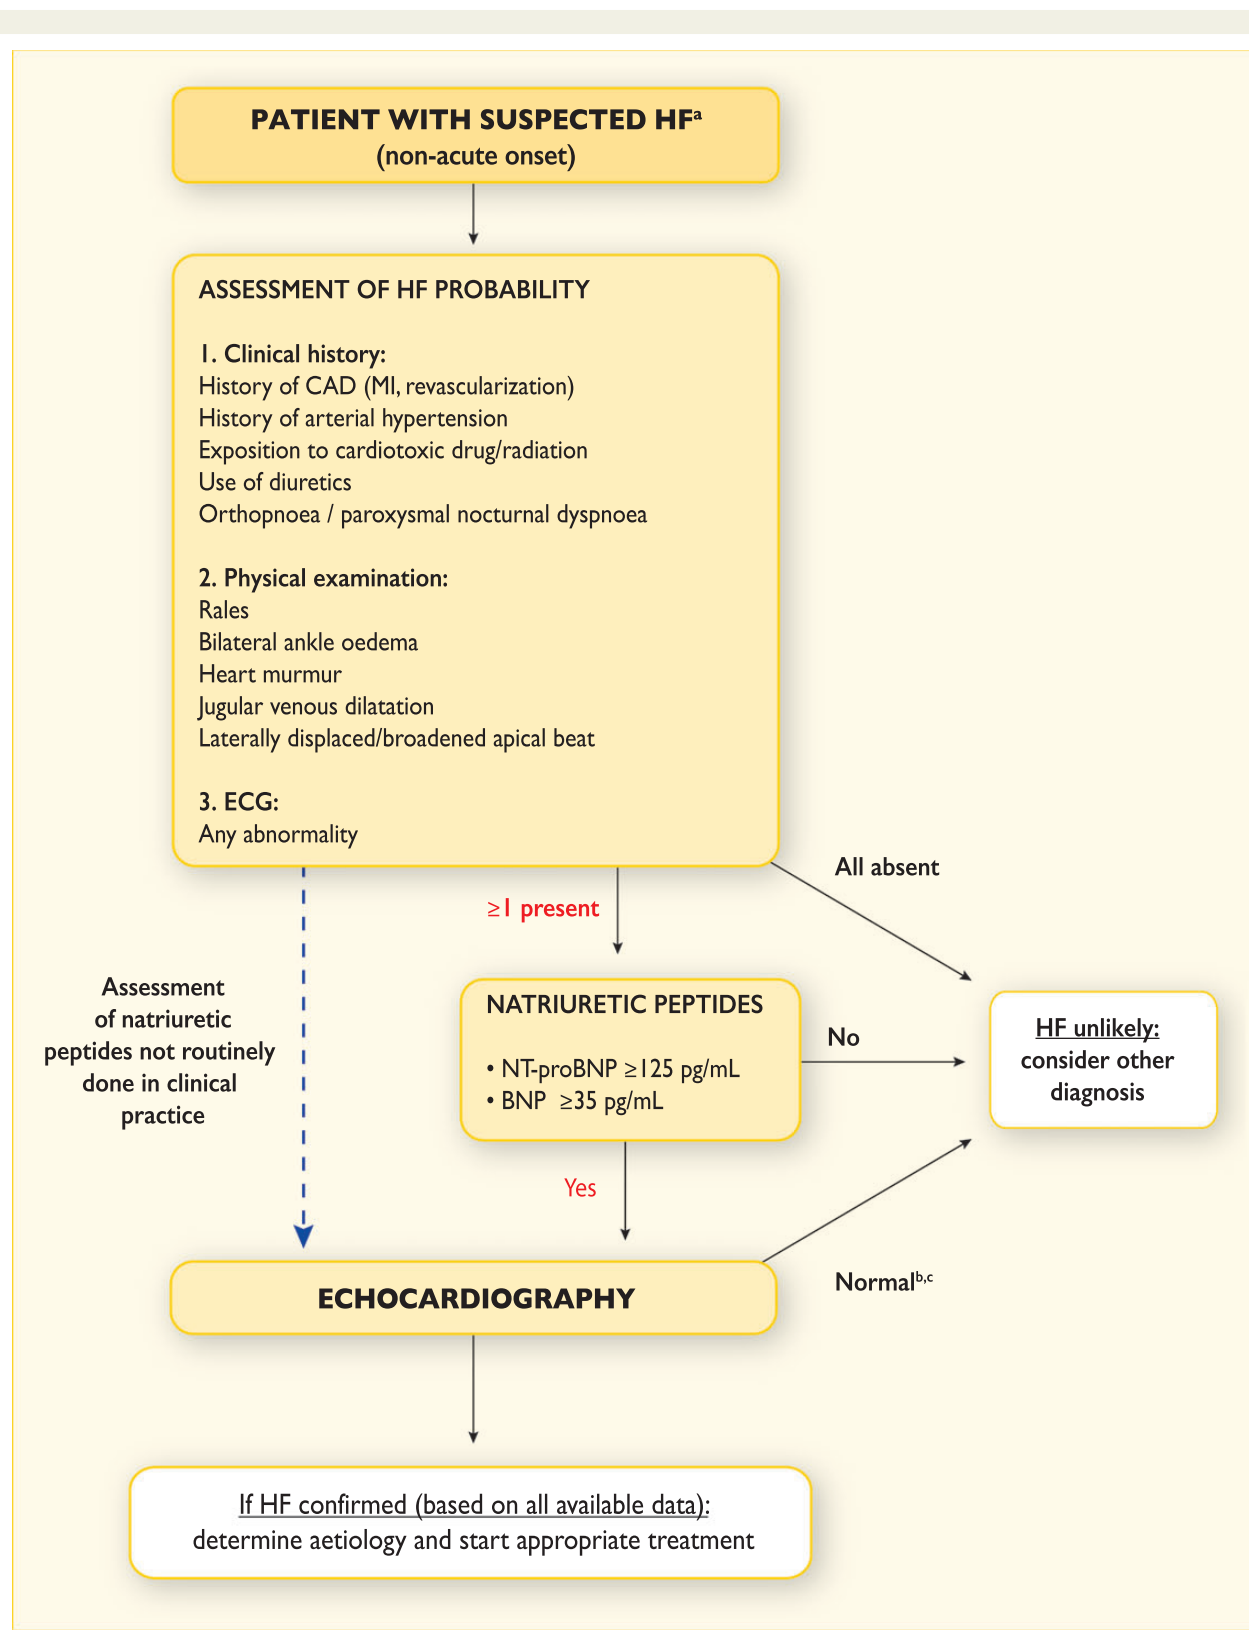 PATIENT WITH SUSPECTED HFᵃ
(non-acute onset)
ASSESSMENT OF HF PROBABILITY
1. Clinical history:
History of CAD (MI, revascularization)
History of arterial hypertension
Exposition to cardiotoxic drug/radiation
Use of diuretics
Orthopnoea / paroxysmal nocturnal dyspnoea
2. Physical examination:
Rales
Bilateral ankle oedema
Heart murmur
Jugular venous dilatation
Laterally displaced/broadened apical beat
3. ECG:
Any abnormality
All absent
≥1 present
Assessment
of natriuretic
peptides not routinely
done in clinical
practice
NATRIURETIC PEPTIDES
• NT-proBNP ≥125 pg/mL
• BNP ≥35 pg/mL
No
HF unlikely:
consider other
diagnosis
Yes
Normalᵇ,ᶜ
ECHOCARDIOGRAPHY
If HF confirmed (based on all available data):
determine aetiology and start appropriate treatment